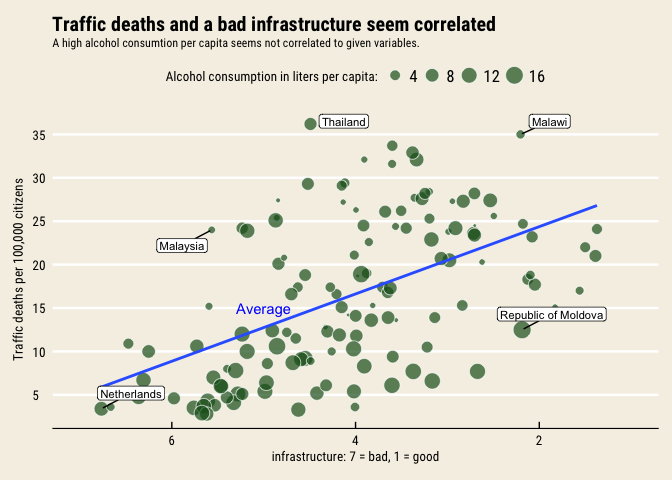 Traffic deaths and a bad infrastructure seem correlated
A high alcohol consumtion per capita seems not correlated to given variables.
Alcohol consumption in liters per capita: 4 8 12 16
Thailand
Malawi
35
30
25
Malaysia
20
15
Average
Republic of Moldova
10
Netherlands
5
Traffic deaths per 100,000 citizens
6 4 2
infrastructure: 7 = bad, 1 = good